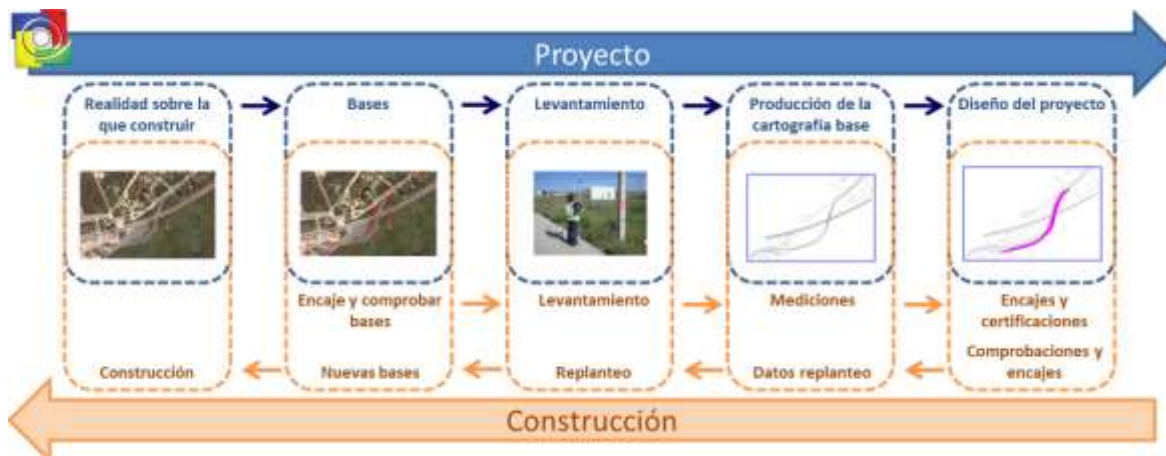 Proyecto
Realidad sobre la
que construir
Bases
Levantamiento
Producción de la
cartografía base
Diseño del proyecto
Encaje y comprobar
bases
Levantamiento
Mediciones
Encajes y
certificaciones
Construcción
Nuevas bases
Replanteo
Datos replanteo
Comprobaciones y
encajes
Construcción